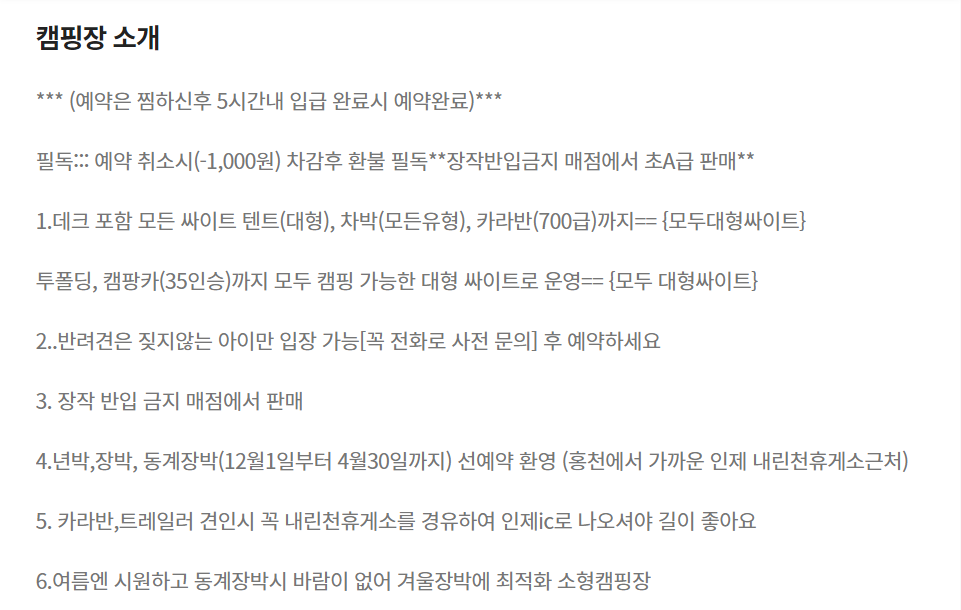 캠핑장 소개
*** (예약은 찜하신후 5시간내 입급 완료시 예약완료)***
필독::: 예약 취소시(-1,000원) 차감후 환불 필독**장작반입금지 매점에서 초A급 판매**
1.데크 포함 모든 싸이트 텐트(대형), 차박(모든유형), 카라반(700급)까지== {모두대형싸이트}
투폴딩, 캠팡카(35인승)까지 모두 캠핑 가능한 대형 싸이트로 운영== {모두 대형싸이트}
2..반려견은 짖지않는 아이만 입장 가능[꼭 전화로 사전 문의] 후 예약하세요
3. 장작 반입 금지 매점에서 판매
4.년박,장박, 동계장박(12월1일부터 4월30일까지) 선예약 환영 (홍천에서 가까운 인제 내린천휴게소근처)
5. 카라반,트레일러 견인시 꼭 내린천휴게소를 경유하여 인제ic로 나오셔야 길이 좋아요
6.여름엔 시원하고 동계장박시 바람이 없어 겨울장박에 최적화 소형캠핑장